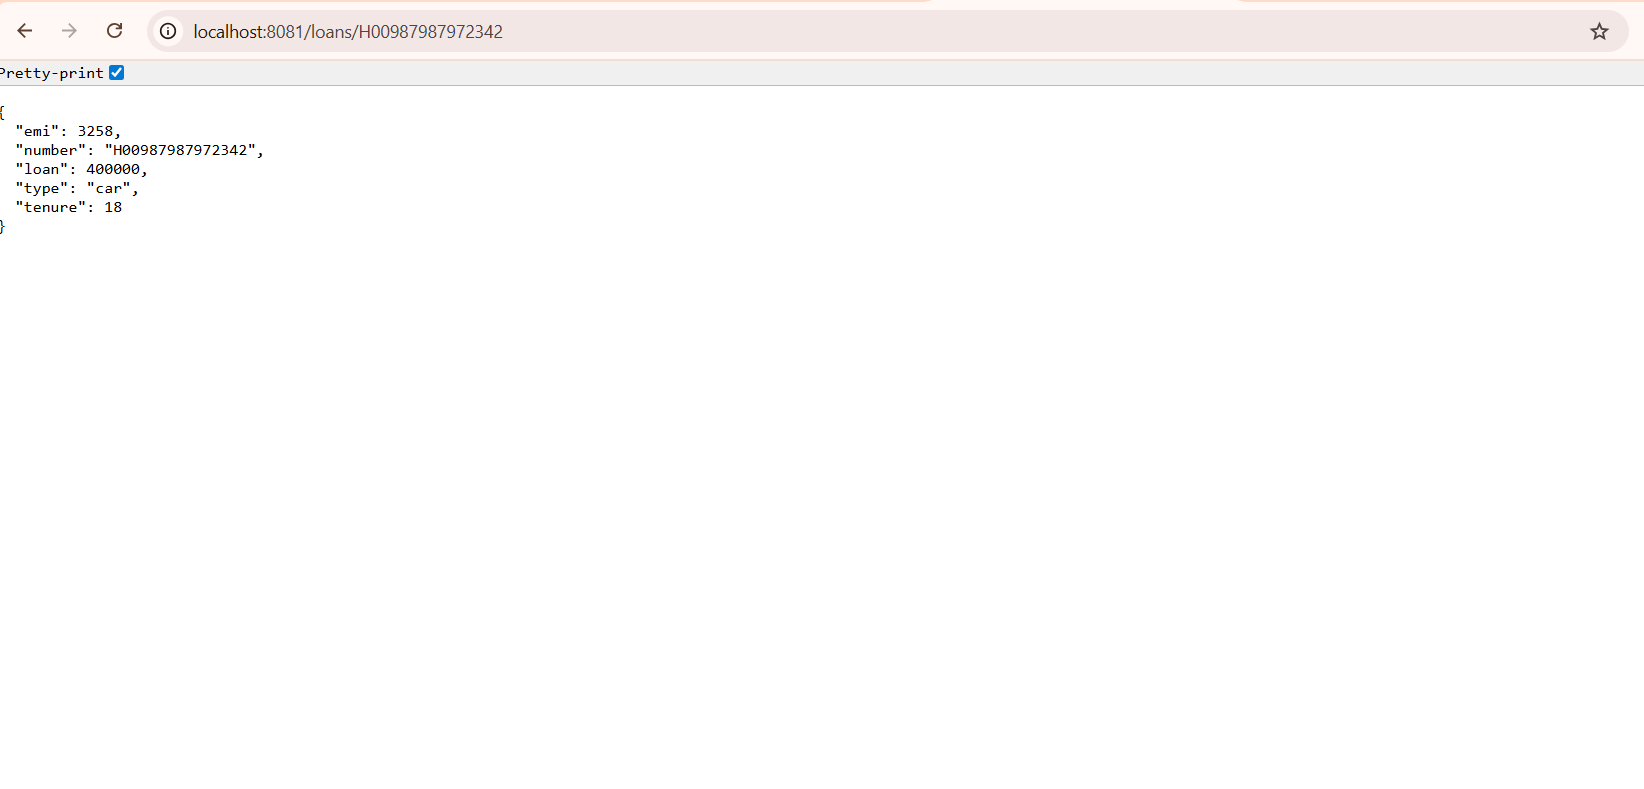 localhost:8081/loans/H00987987972342
Pretty-print
{
"emi": 3258,
"number": "H00987987972342",
"loan": 400000,
"type": "car",
"tenure": 18
}